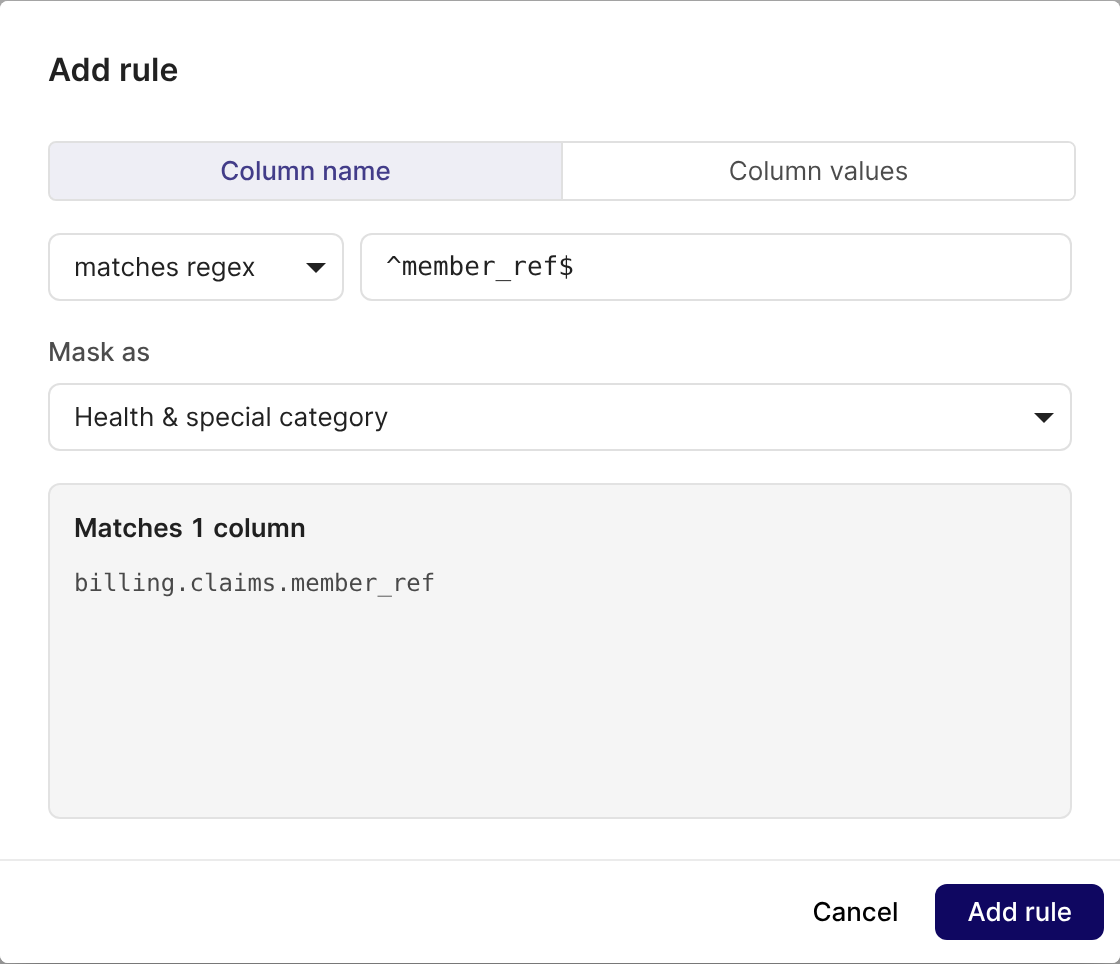 Add rule
Column name Column values
matches regex ^member_ref$
Mask as
Health & special category
Matches 1 column
billing.claims.member_ref
Cancel Add rule